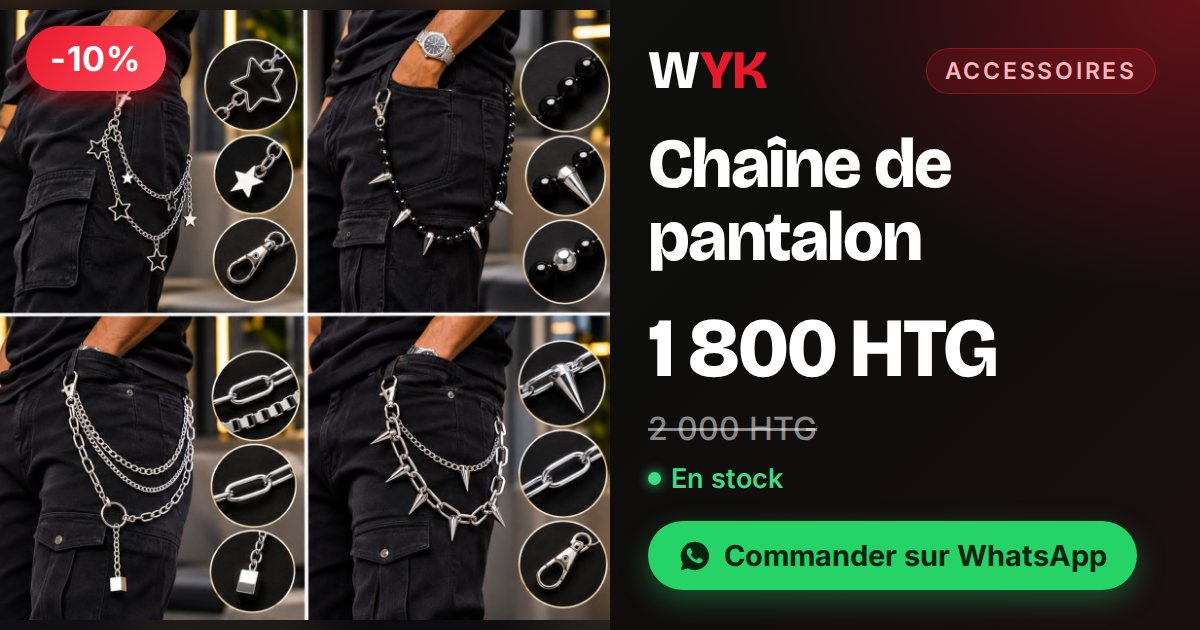 -10%
WYK
ACCESSOIRES
Chaîne de
pantalon
1 800 HTG
2 000 HTG
En stock
Commander sur WhatsApp